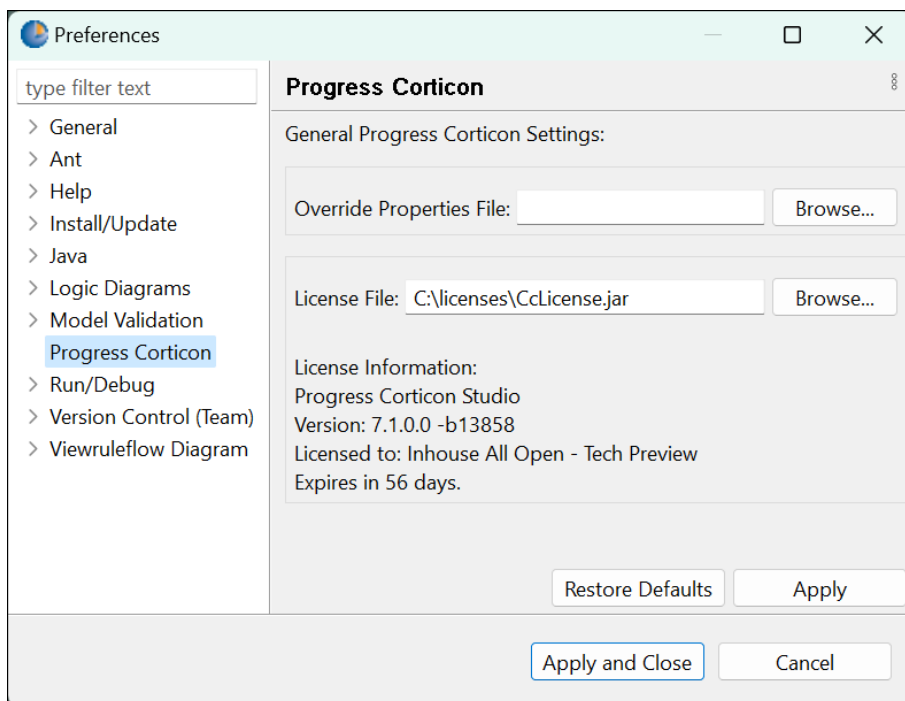 Preferences
type filter text
General
Ant
Help
Install/Update
Java
Logic Diagrams
Model Validation
Progress Corticon
Run/Debug
Version Control (Team)
Viewruleflow Diagram
Progress Corticon
General Progress Corticon Settings:
Override Properties File:
Browse...
License File: C:\licenses\CcLicense.jar
Browse...
License Information:
Progress Corticon Studio
Version: 7.1.0.0 -b13858
Licensed to: Inhouse All Open - Tech Preview
Expires in 56 days.
Restore Defaults
Apply
Apply and Close
Cancel